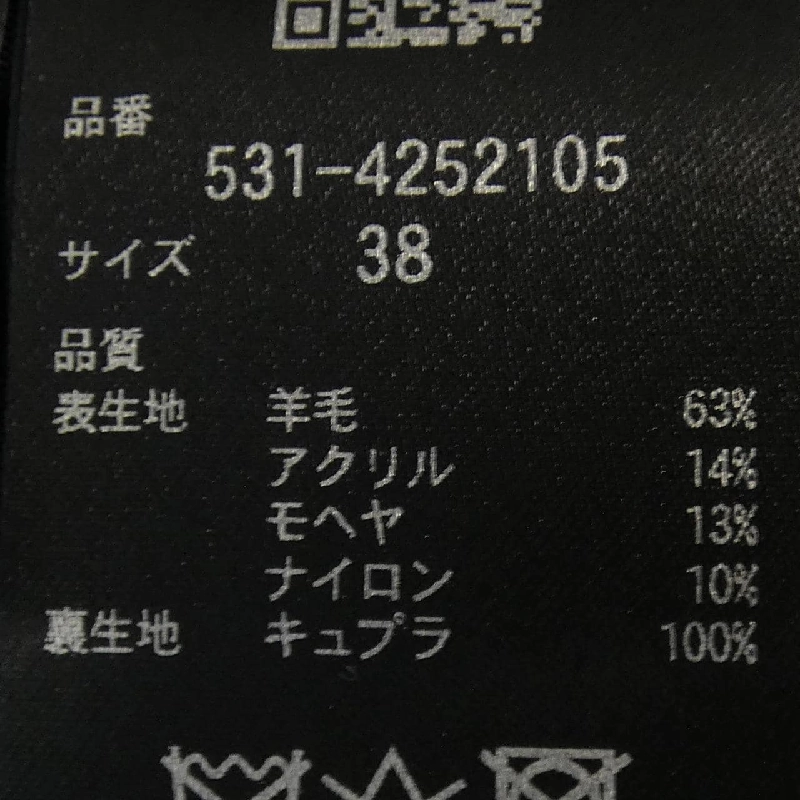 品番
531-4252105
サイズ 38
品質
表生地 羊毛 63%
アクリル 14%
モヘヤ 13%
ナイロン 10%
裏生地 キュプラ 100%